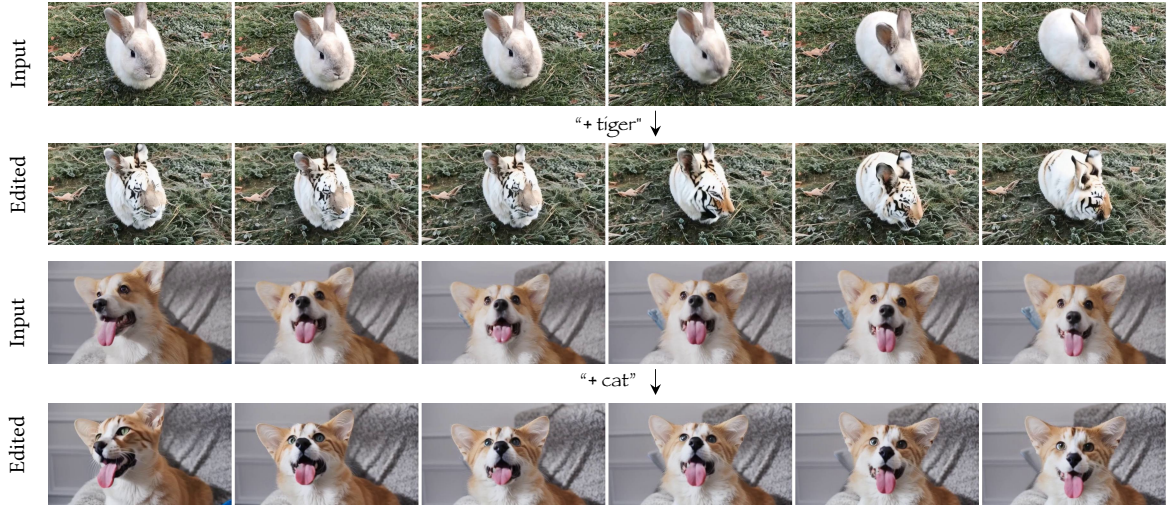 Input
“+ tiger"
Edited
Input
“+ cat”
Edited